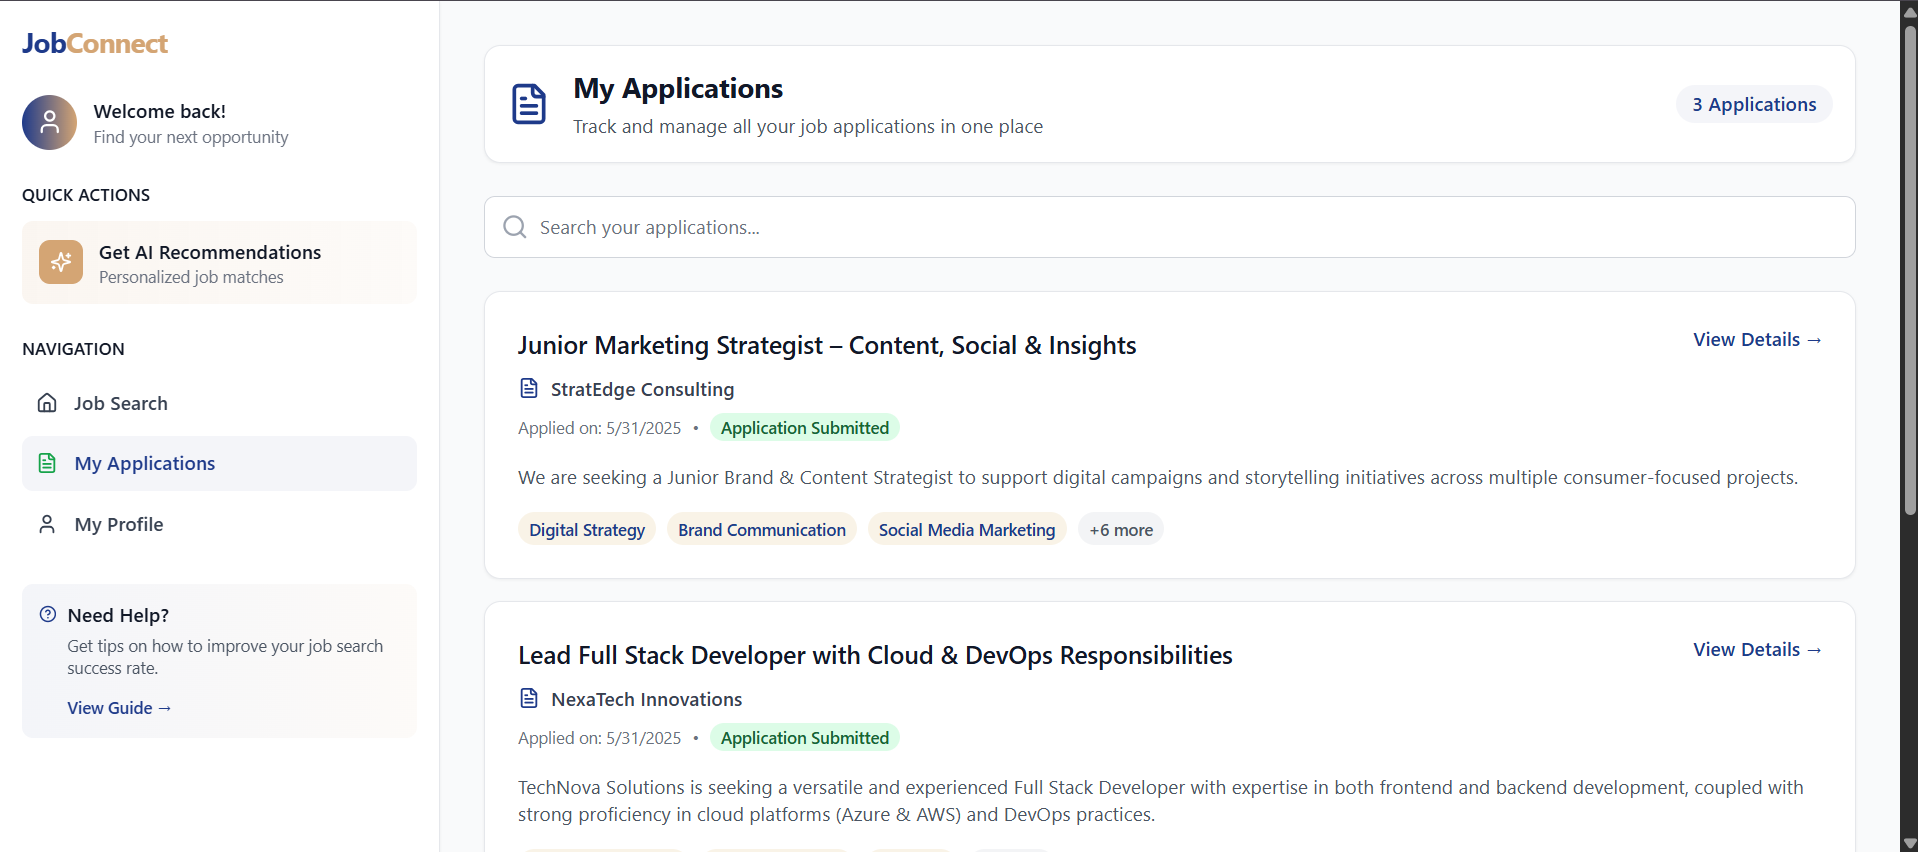 JobConnect
Welcome back!
Find your next opportunity
QUICK ACTIONS
Get AI Recommendations
Personalized job matches
NAVIGATION
Job Search
My Applications
My Profile
Need Help?
Get tips on how to improve your job search
success rate.
View Guide →
My Applications
Track and manage all your job applications in one place
3 Applications
Search your applications...
Junior Marketing Strategist – Content, Social & Insights
View Details →
StratEdge Consulting
Applied on: 5/31/2025 • Application Submitted
We are seeking a Junior Brand & Content Strategist to support digital campaigns and storytelling initiatives across multiple consumer-focused projects.
Digital Strategy Brand Communication Social Media Marketing +6 more
Lead Full Stack Developer with Cloud & DevOps Responsibilities
View Details →
NexaTech Innovations
Applied on: 5/31/2025 • Application Submitted
TechNova Solutions is seeking a versatile and experienced Full Stack Developer with expertise in both frontend and backend development, coupled with
strong proficiency in cloud platforms (Azure & AWS) and DevOps practices.